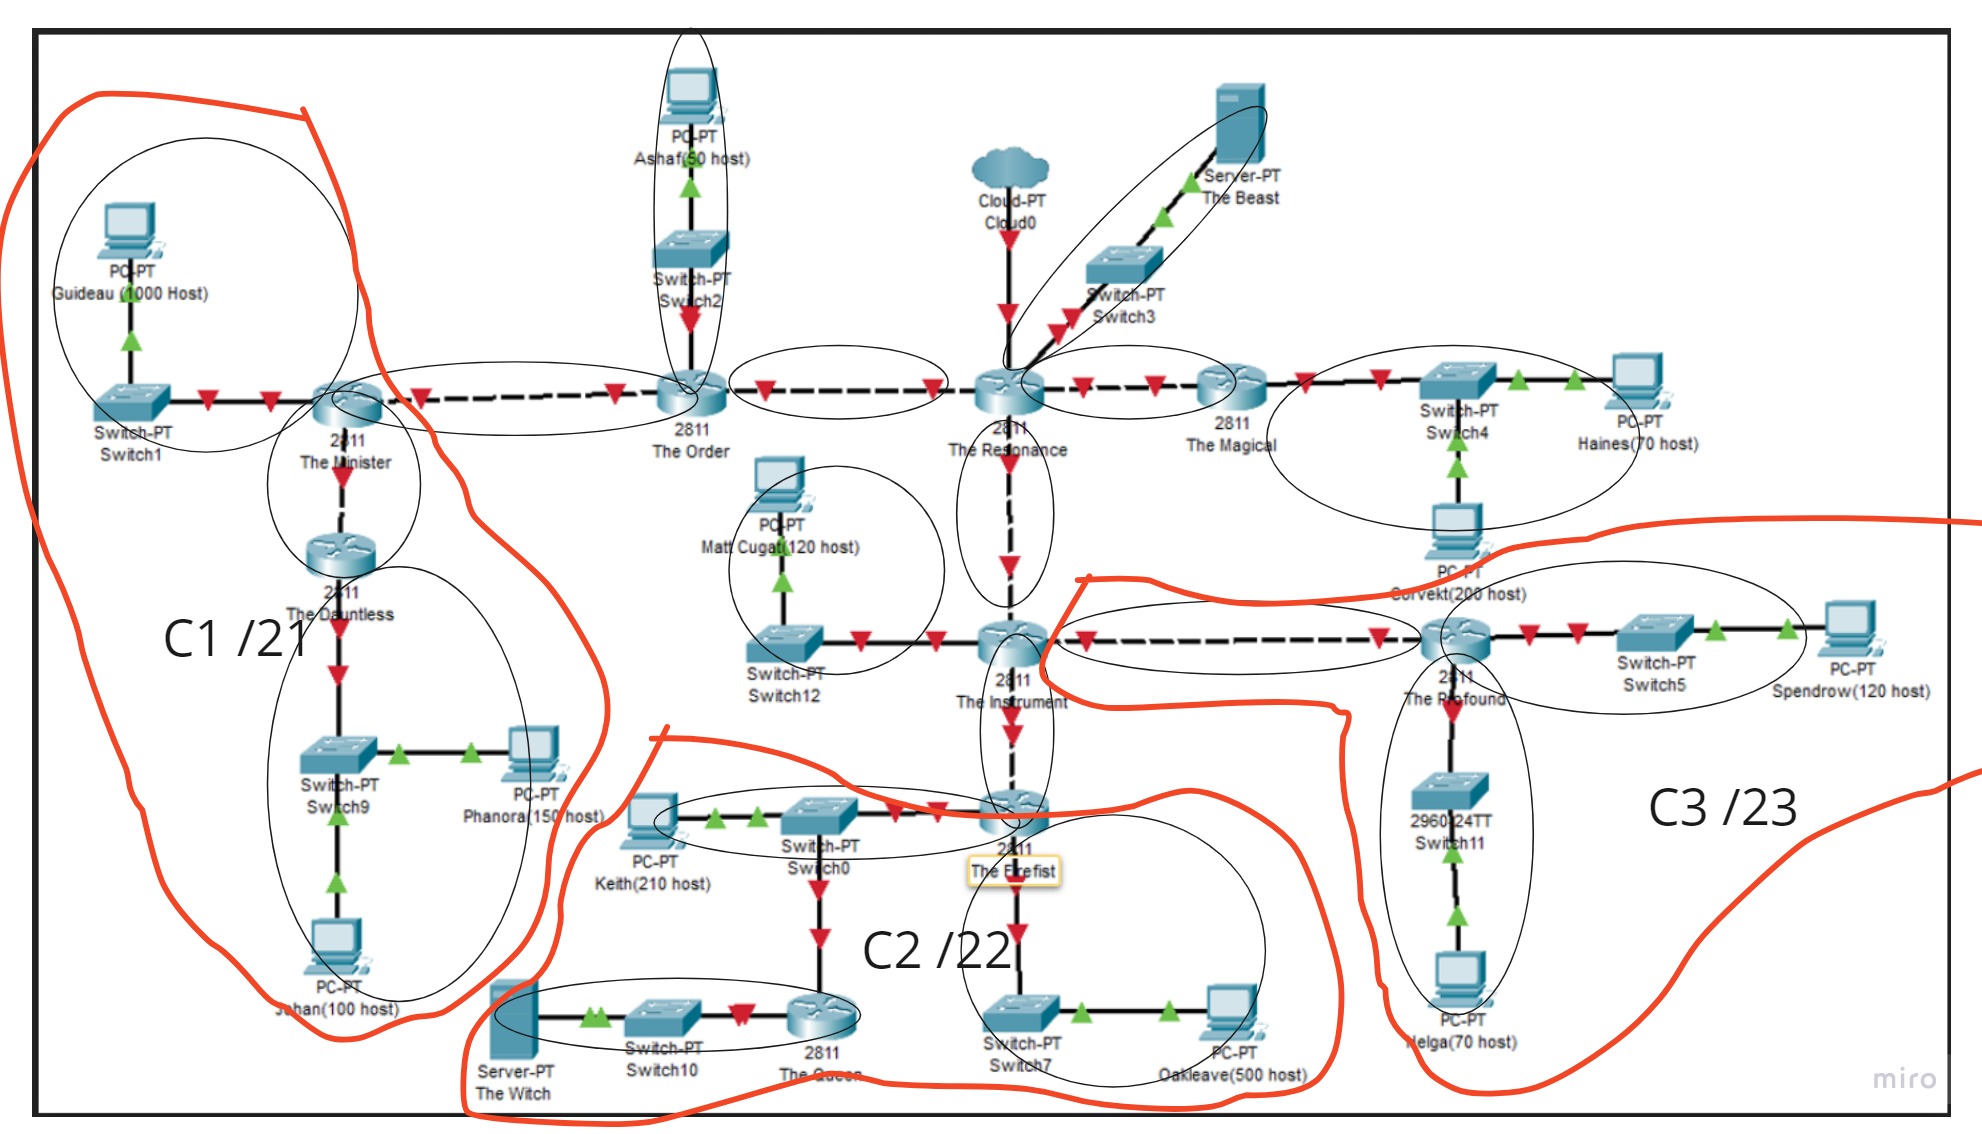 PC-PT
Ashaf(50 host)
Switch-PT
Switch2
Cloud-PT
Cloud0
Server-PT
The Beast
Switch-PT
Switch3
PC-PT
Guideau (1000 Host)
Switch-PT
Switch1
2811
The Minister
2811
The Order
2811
The Resonance
2811
The Magical
Switch-PT
Switch4
PC-PT
Haines(70 host)
PC-PT
Matt Cugat(120 host)
PC-PT
Corvekt(200 host)
2811
The Dauntless
C1 /21
Switch-PT
Switch12
2811
The Instrument
2811
The Profound
Switch-PT
Switch5
PC-PT
Spendrow(120 host)
Switch-PT
Switch9
PC-PT
Phanora(150 host)
PC-PT
Keith(210 host)
Switch-PT
Switch0
2811
The Firefist
2960-24TT
Switch11
C3 /23
C2 /22
PC-PT
Johan(100 host)
Server-PT
The Witch
Switch-PT
Switch10
2811
The Queen
Switch-PT
Switch7
PC-PT
Oakleave(500 host)
PC-PT
Helga(70 host)
miro